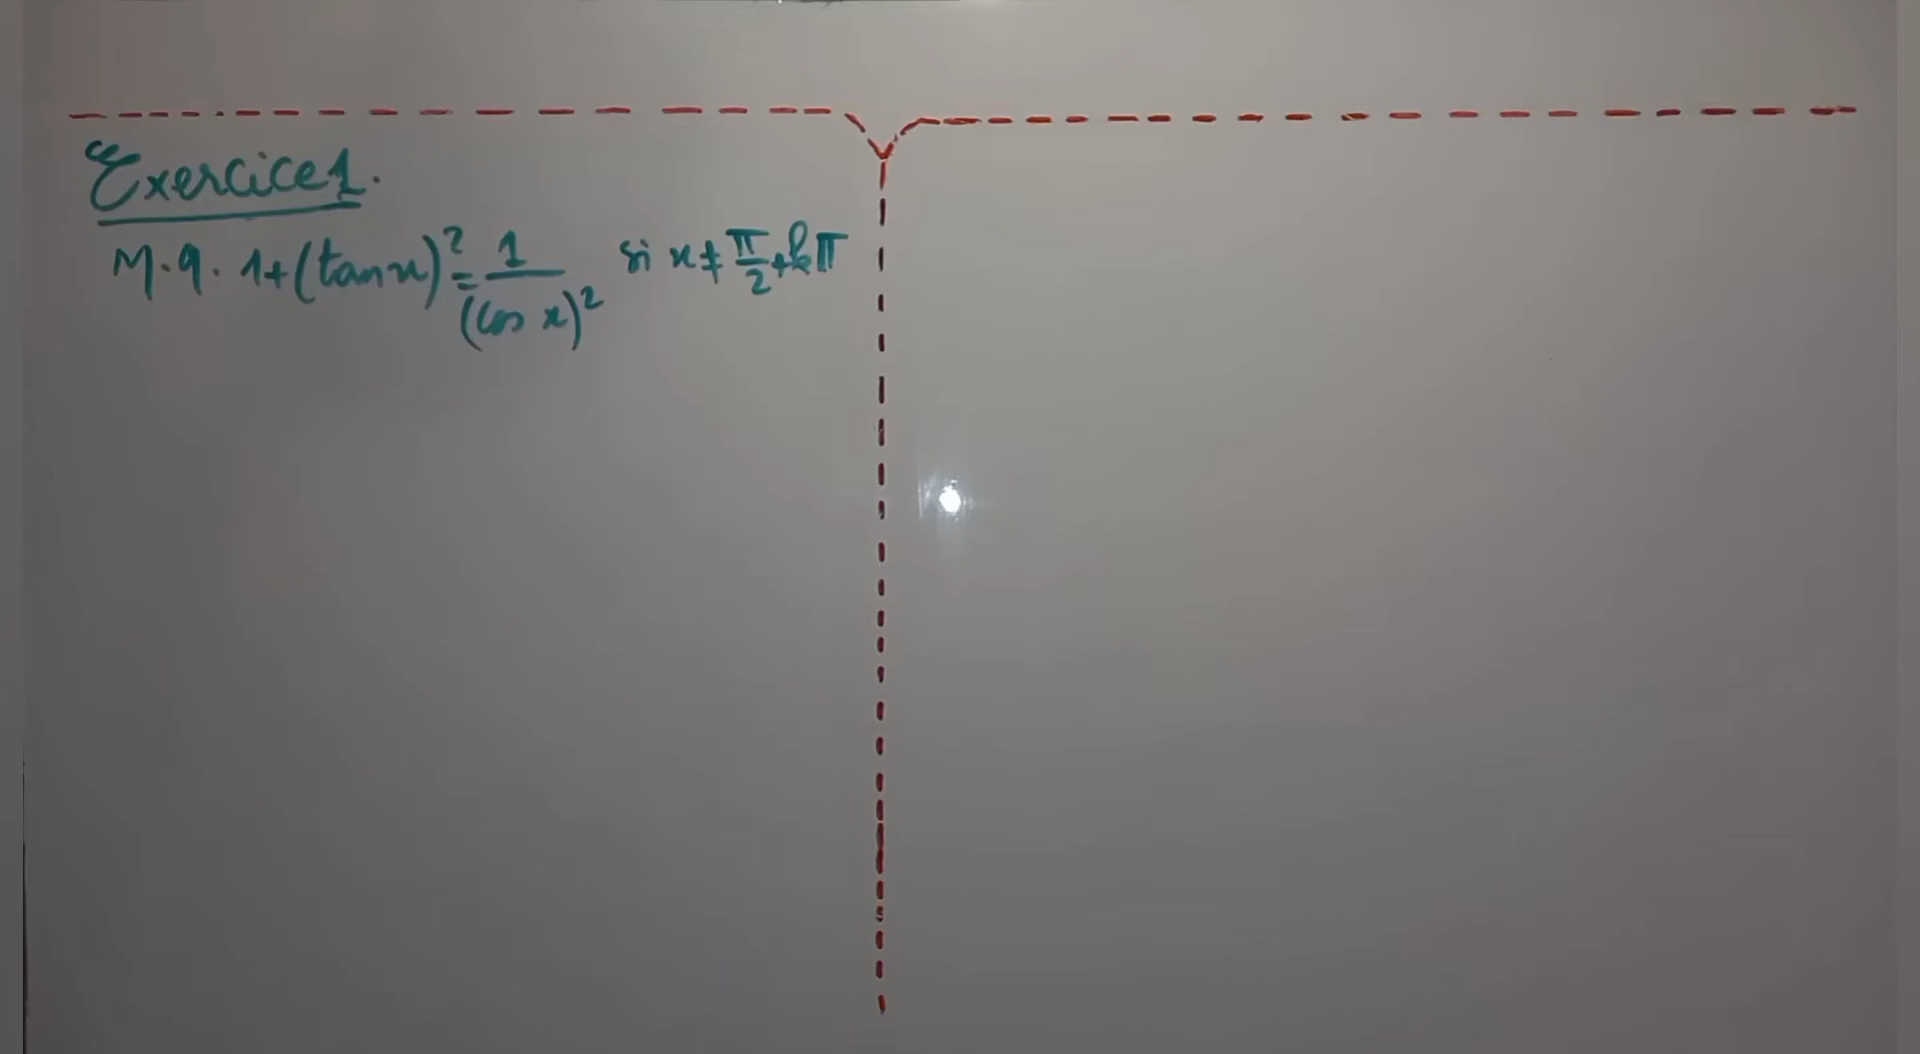 Exercice 1.
M.q. 1+(tan x)² = 1/(cos x)² si x ≠ π/2 + kπ